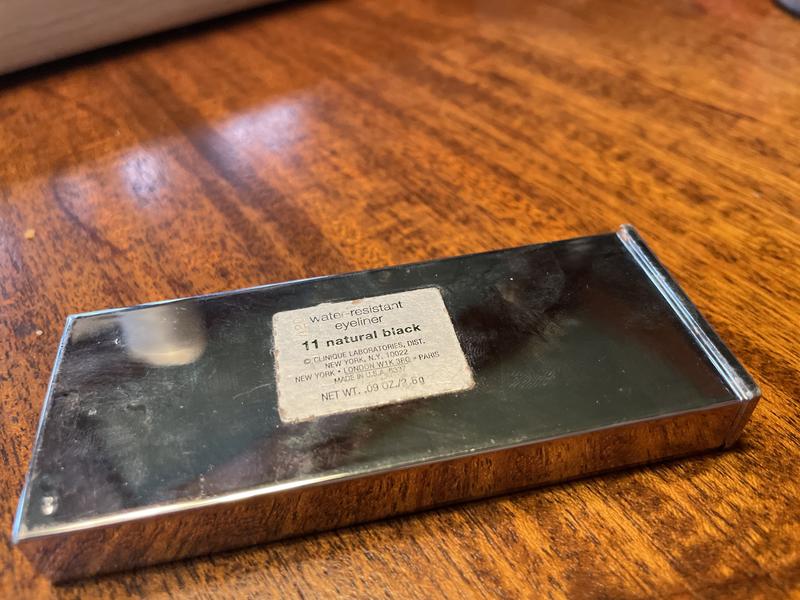 water-resistant
eyeliner
11 natural black
© CLINIQUE LABORATORIES, DIST.
NEW YORK, N.Y. 10022
NEW YORK • LONDON W1K 3BG • PARIS
MADE IN U.S.A.
NET WT. .09 OZ./2.6g